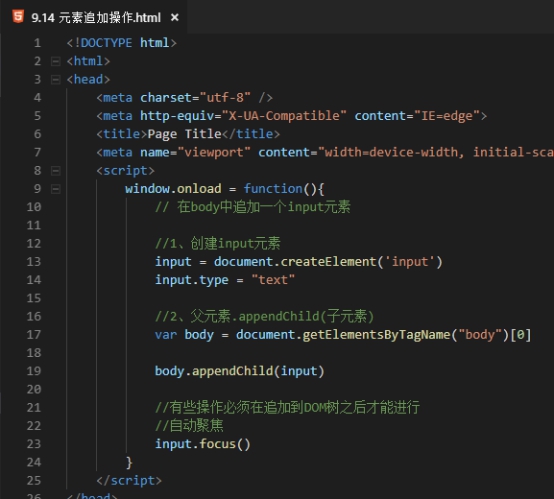 9.14 元素追加操作.html ×
1 <!DOCTYPE html>
2 <html>
3 <head>
4 <meta charset="utf-8" />
5 <meta http-equiv="X-UA-Compatible" content="IE=edge">
6 <title>Page Title</title>
7 <meta name="viewport" content="width=device-width, initial-sca
8 <script>
9 window.onload = function(){
10 // 在body中追加一个input元素
11
12 //1、创建input元素
13 input = document.createElement('input')
14 input.type = "text"
15
16 //2、父元素.appendChild(子元素)
17 var body = document.getElementsByTagName("body")[0]
18
19 body.appendChild(input)
20
21 //有些操作必须在追加到DOM树之后才能进行
22 //自动聚焦
23 input.focus()
24 }
25 </script>
26 </head>